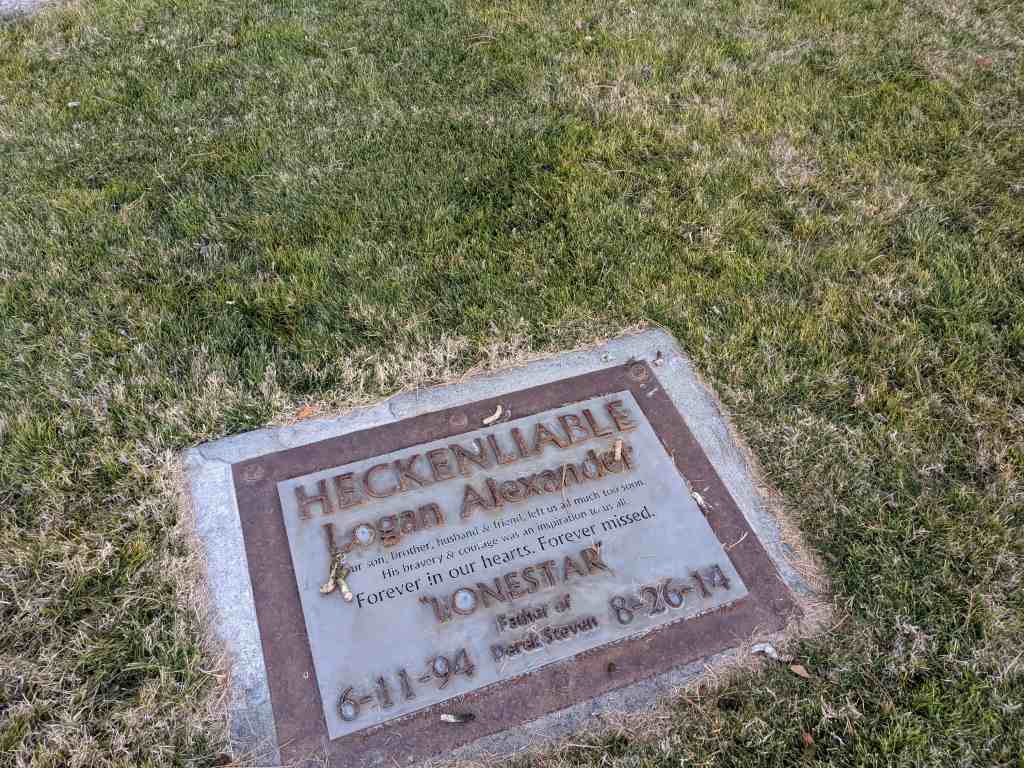 HECKENLIABLE
Logan Alexander
Our son, brother, husband & friend, left us all much too soon.
His bravery & courage was an inspiration to us all.
Forever in our hearts. Forever missed.
"LONESTAR"
Father of
Derek Steven
6-11-94
8-26-14